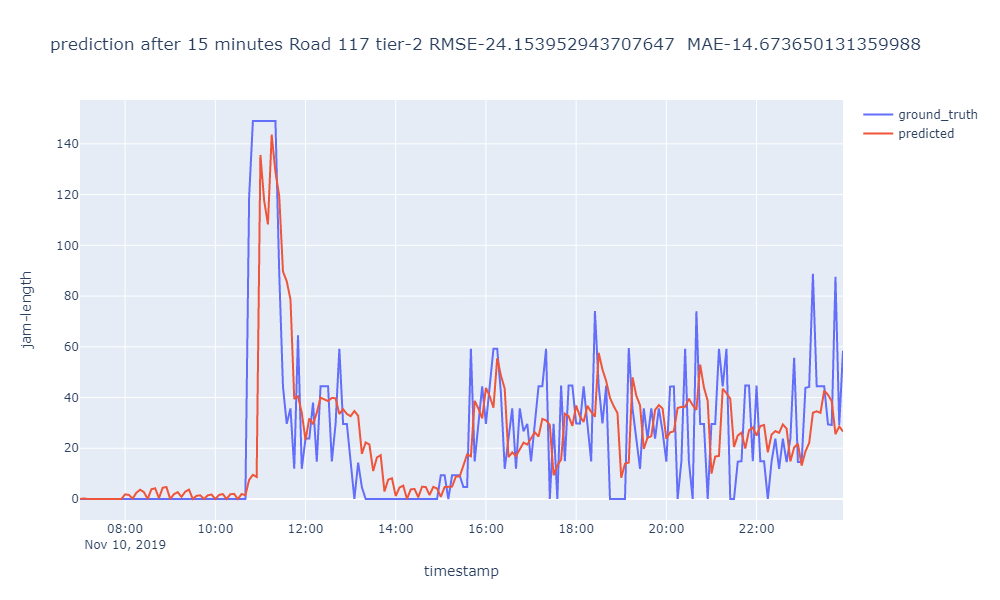 prediction after 15 minutes Road 117 tier-2 RMSE-24.153952943707647  MAE-14.673650131359988
ground_truth
predicted
140
120
100
80
60
40
20
0
jam-length
08:00 10:00 12:00 14:00 16:00 18:00 20:00 22:00
Nov 10, 2019
timestamp